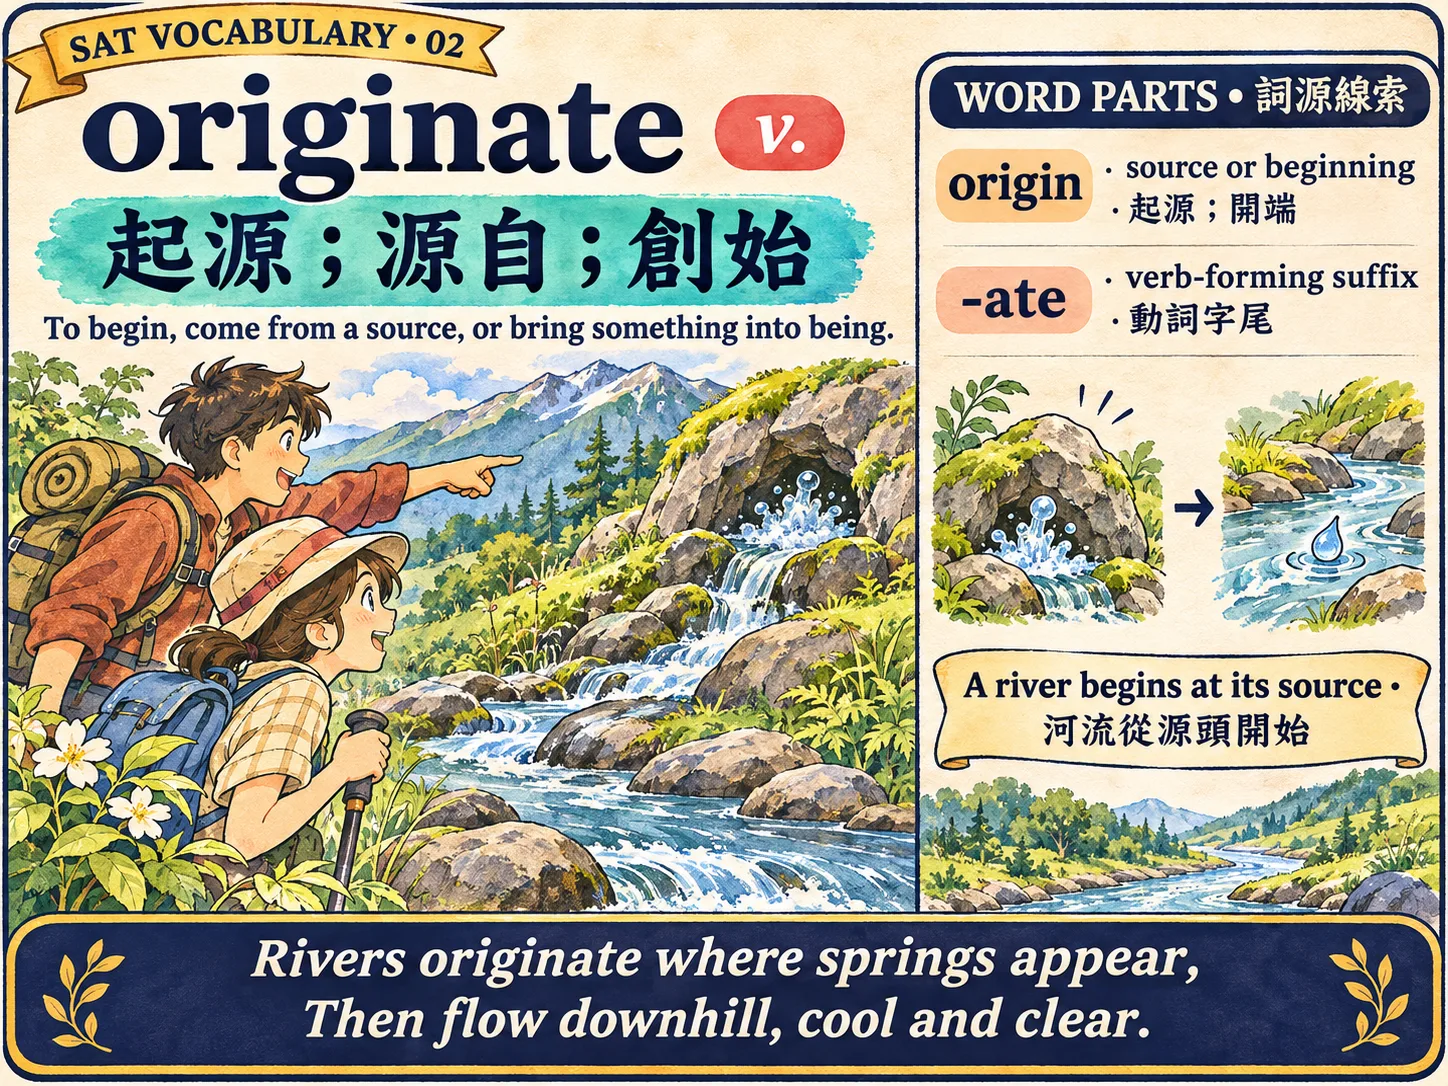 SAT VOCABULARY • 02
originate v.
起源；源自；創始
To begin, come from a source, or bring something into being.
WORD PARTS • 詞源線索
origin
· source or beginning
· 起源；開端
-ate
· verb-forming suffix
· 動詞字尾
A river begins at its source •
河流從源頭開始
Rivers originate where springs appear,
Then flow downhill, cool and clear.